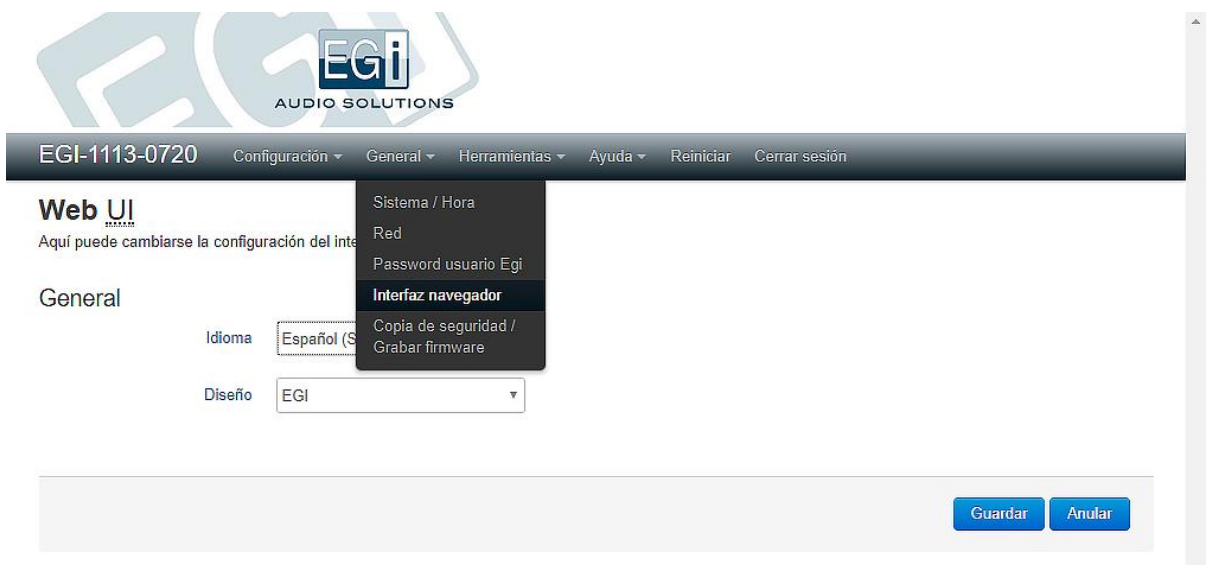 EGi
AUDIO SOLUTIONS
EGI-1113-0720 Configuración General Herramientas Ayuda Reiniciar Cerrar sesión
Sistema / Hora
Red
Password usuario Egi
Interfaz navegador
Copia de seguridad /
Grabar firmware
Web UI
Aquí puede cambiarse la configuración del
General
Idioma Español
Diseño EGI
Guardar Anular